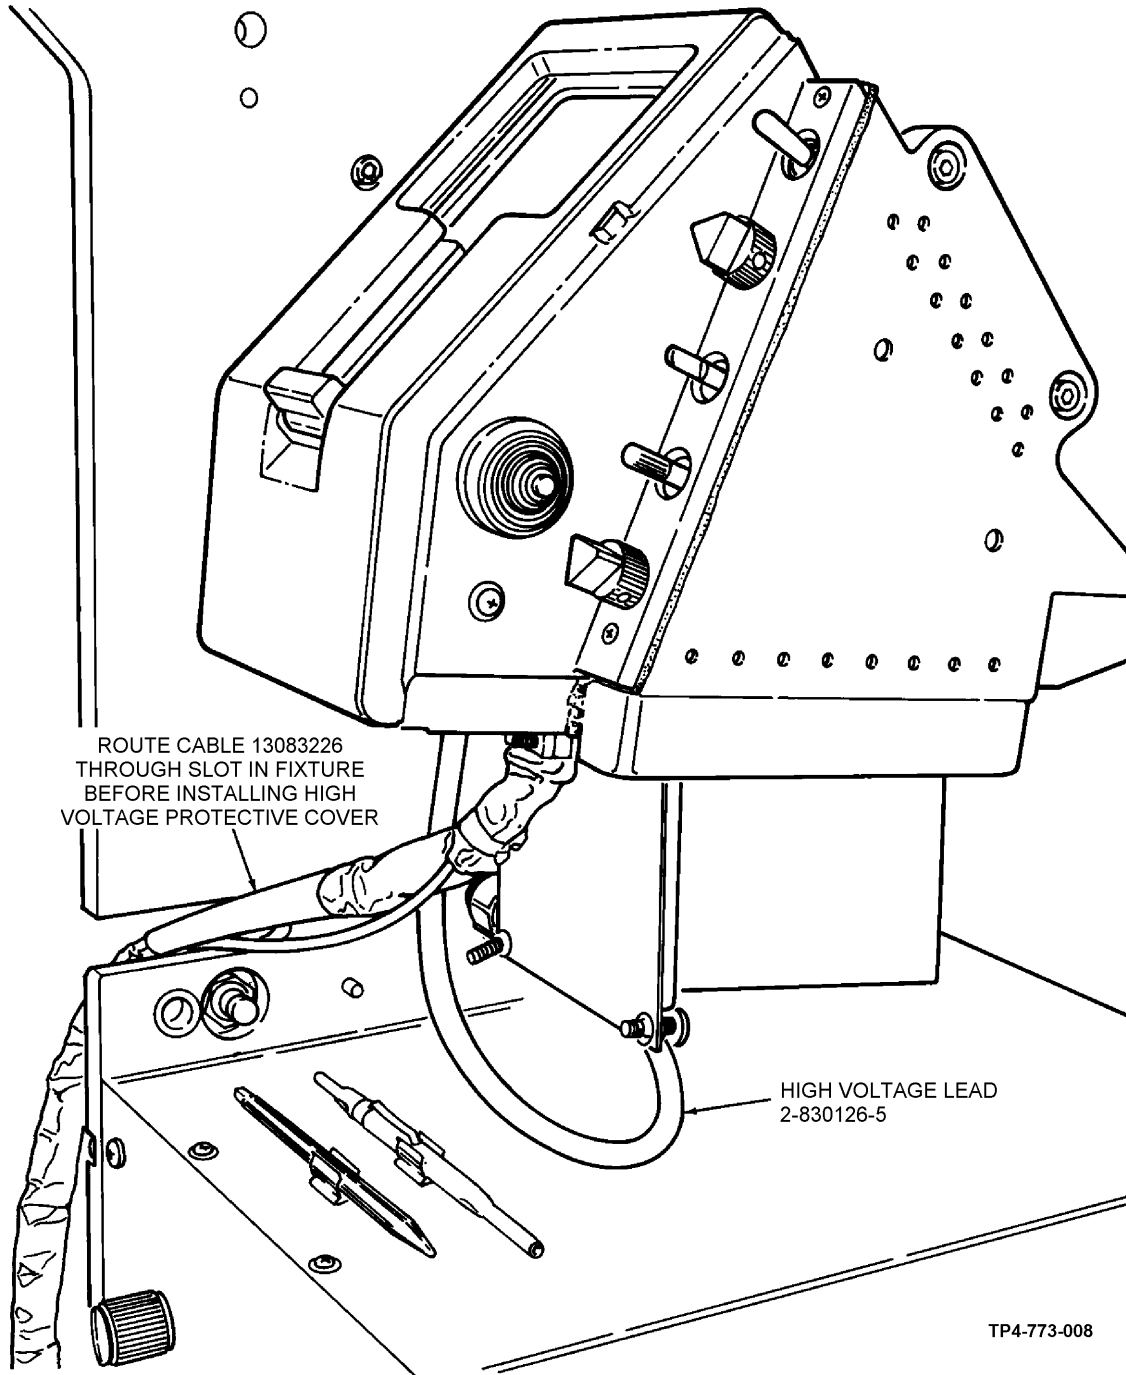 ROUTE CABLE 13083226
THROUGH SLOT IN FIXTURE
BEFORE INSTALLING HIGH
VOLTAGE PROTECTIVE COVER
HIGH VOLTAGE LEAD
2-830126-5
TP4-773-008